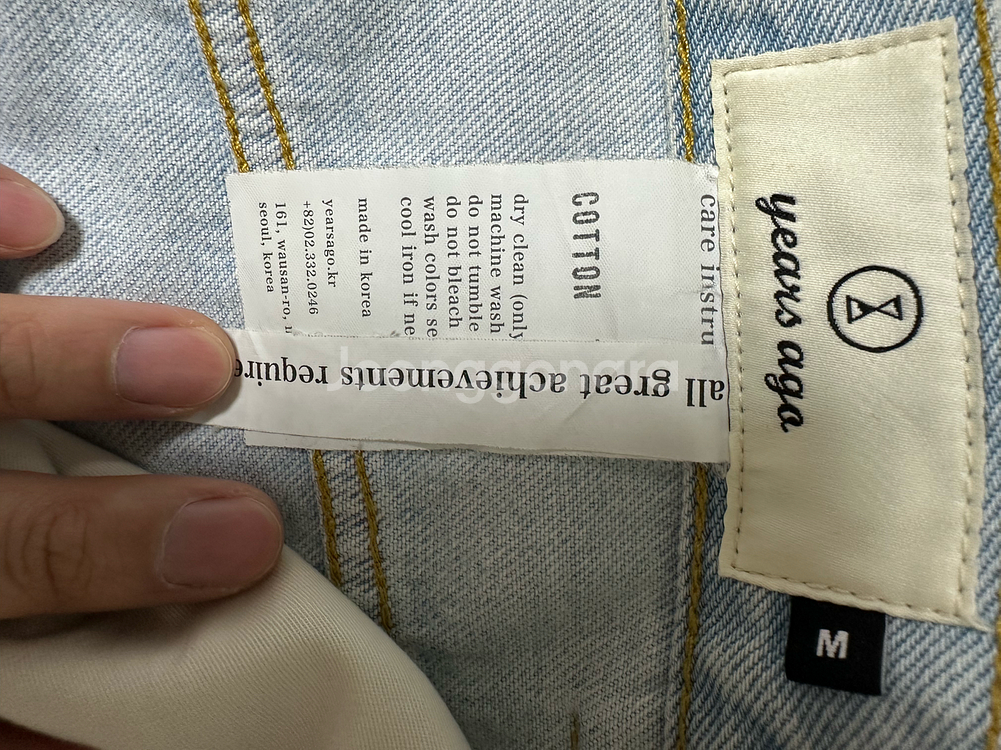 years ago
M
care instru
COTTON
dry clean (only
machine wash
do not tumble
do not bleach
wash colors se
cool iron if ne
made in korea
yearsago.kr
+82)02.332.0246
161, wausan-ro,
seoul, korea
all great achievements require
Joonggonara